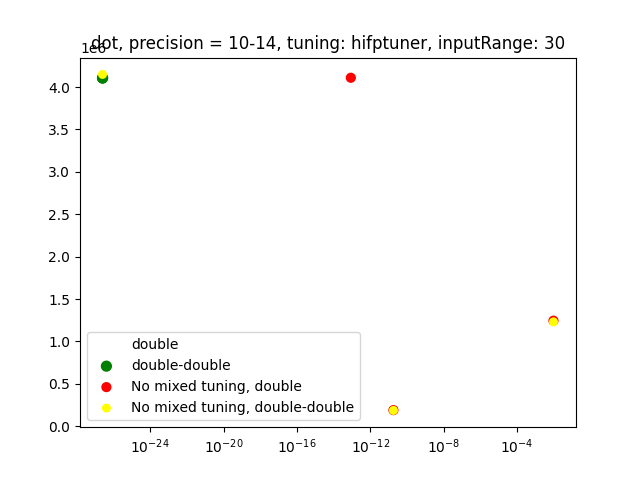 dot, precision = 10-14, tuning: hifptuner, inputRange: 30
1e6
4.0
3.5
3.0
2.5
2.0
1.5
1.0
0.5
0.0
double
double-double
No mixed tuning, double
No mixed tuning, double-double
10⁻²⁴ 10⁻²⁰ 10⁻¹⁶ 10⁻¹² 10⁻⁸ 10⁻⁴